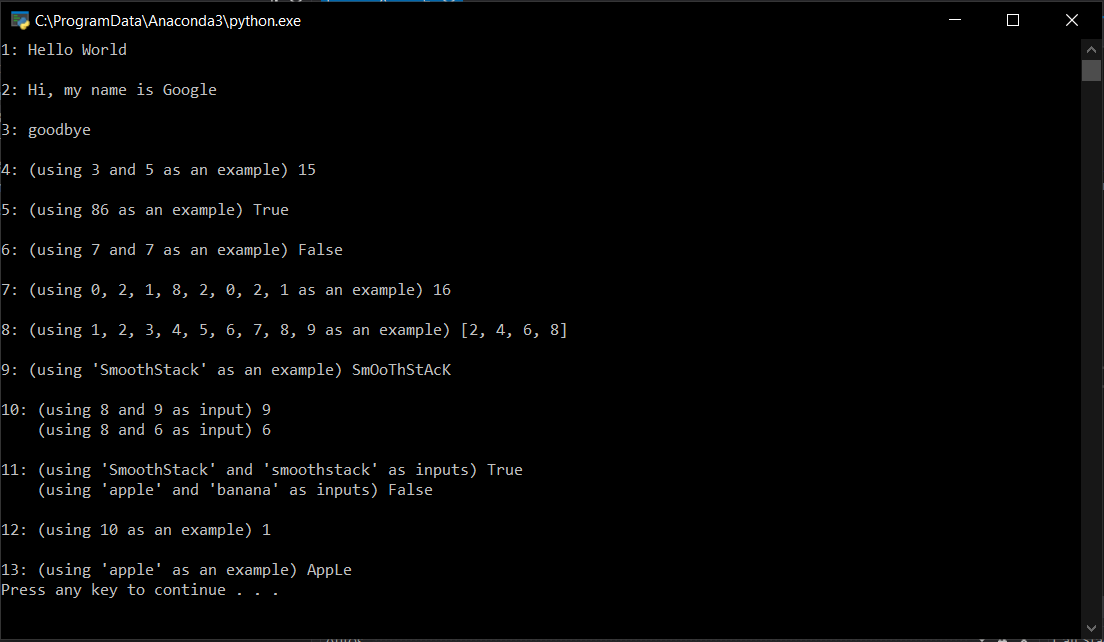 C:\ProgramData\Anaconda3\python.exe
1: Hello World
2: Hi, my name is Google
3: goodbye
4: (using 3 and 5 as an example) 15
5: (using 86 as an example) True
6: (using 7 and 7 as an example) False
7: (using 0, 2, 1, 8, 2, 0, 2, 1 as an example) 16
8: (using 1, 2, 3, 4, 5, 6, 7, 8, 9 as an example) [2, 4, 6, 8]
9: (using 'SmoothStack' as an example) SmOoThStAcK
10: (using 8 and 9 as input) 9
(using 8 and 6 as input) 6
11: (using 'SmoothStack' and 'smoothstack' as inputs) True
(using 'apple' and 'banana' as inputs) False
12: (using 10 as an example) 1
13: (using 'apple' as an example) AppLe
Press any key to continue . . .